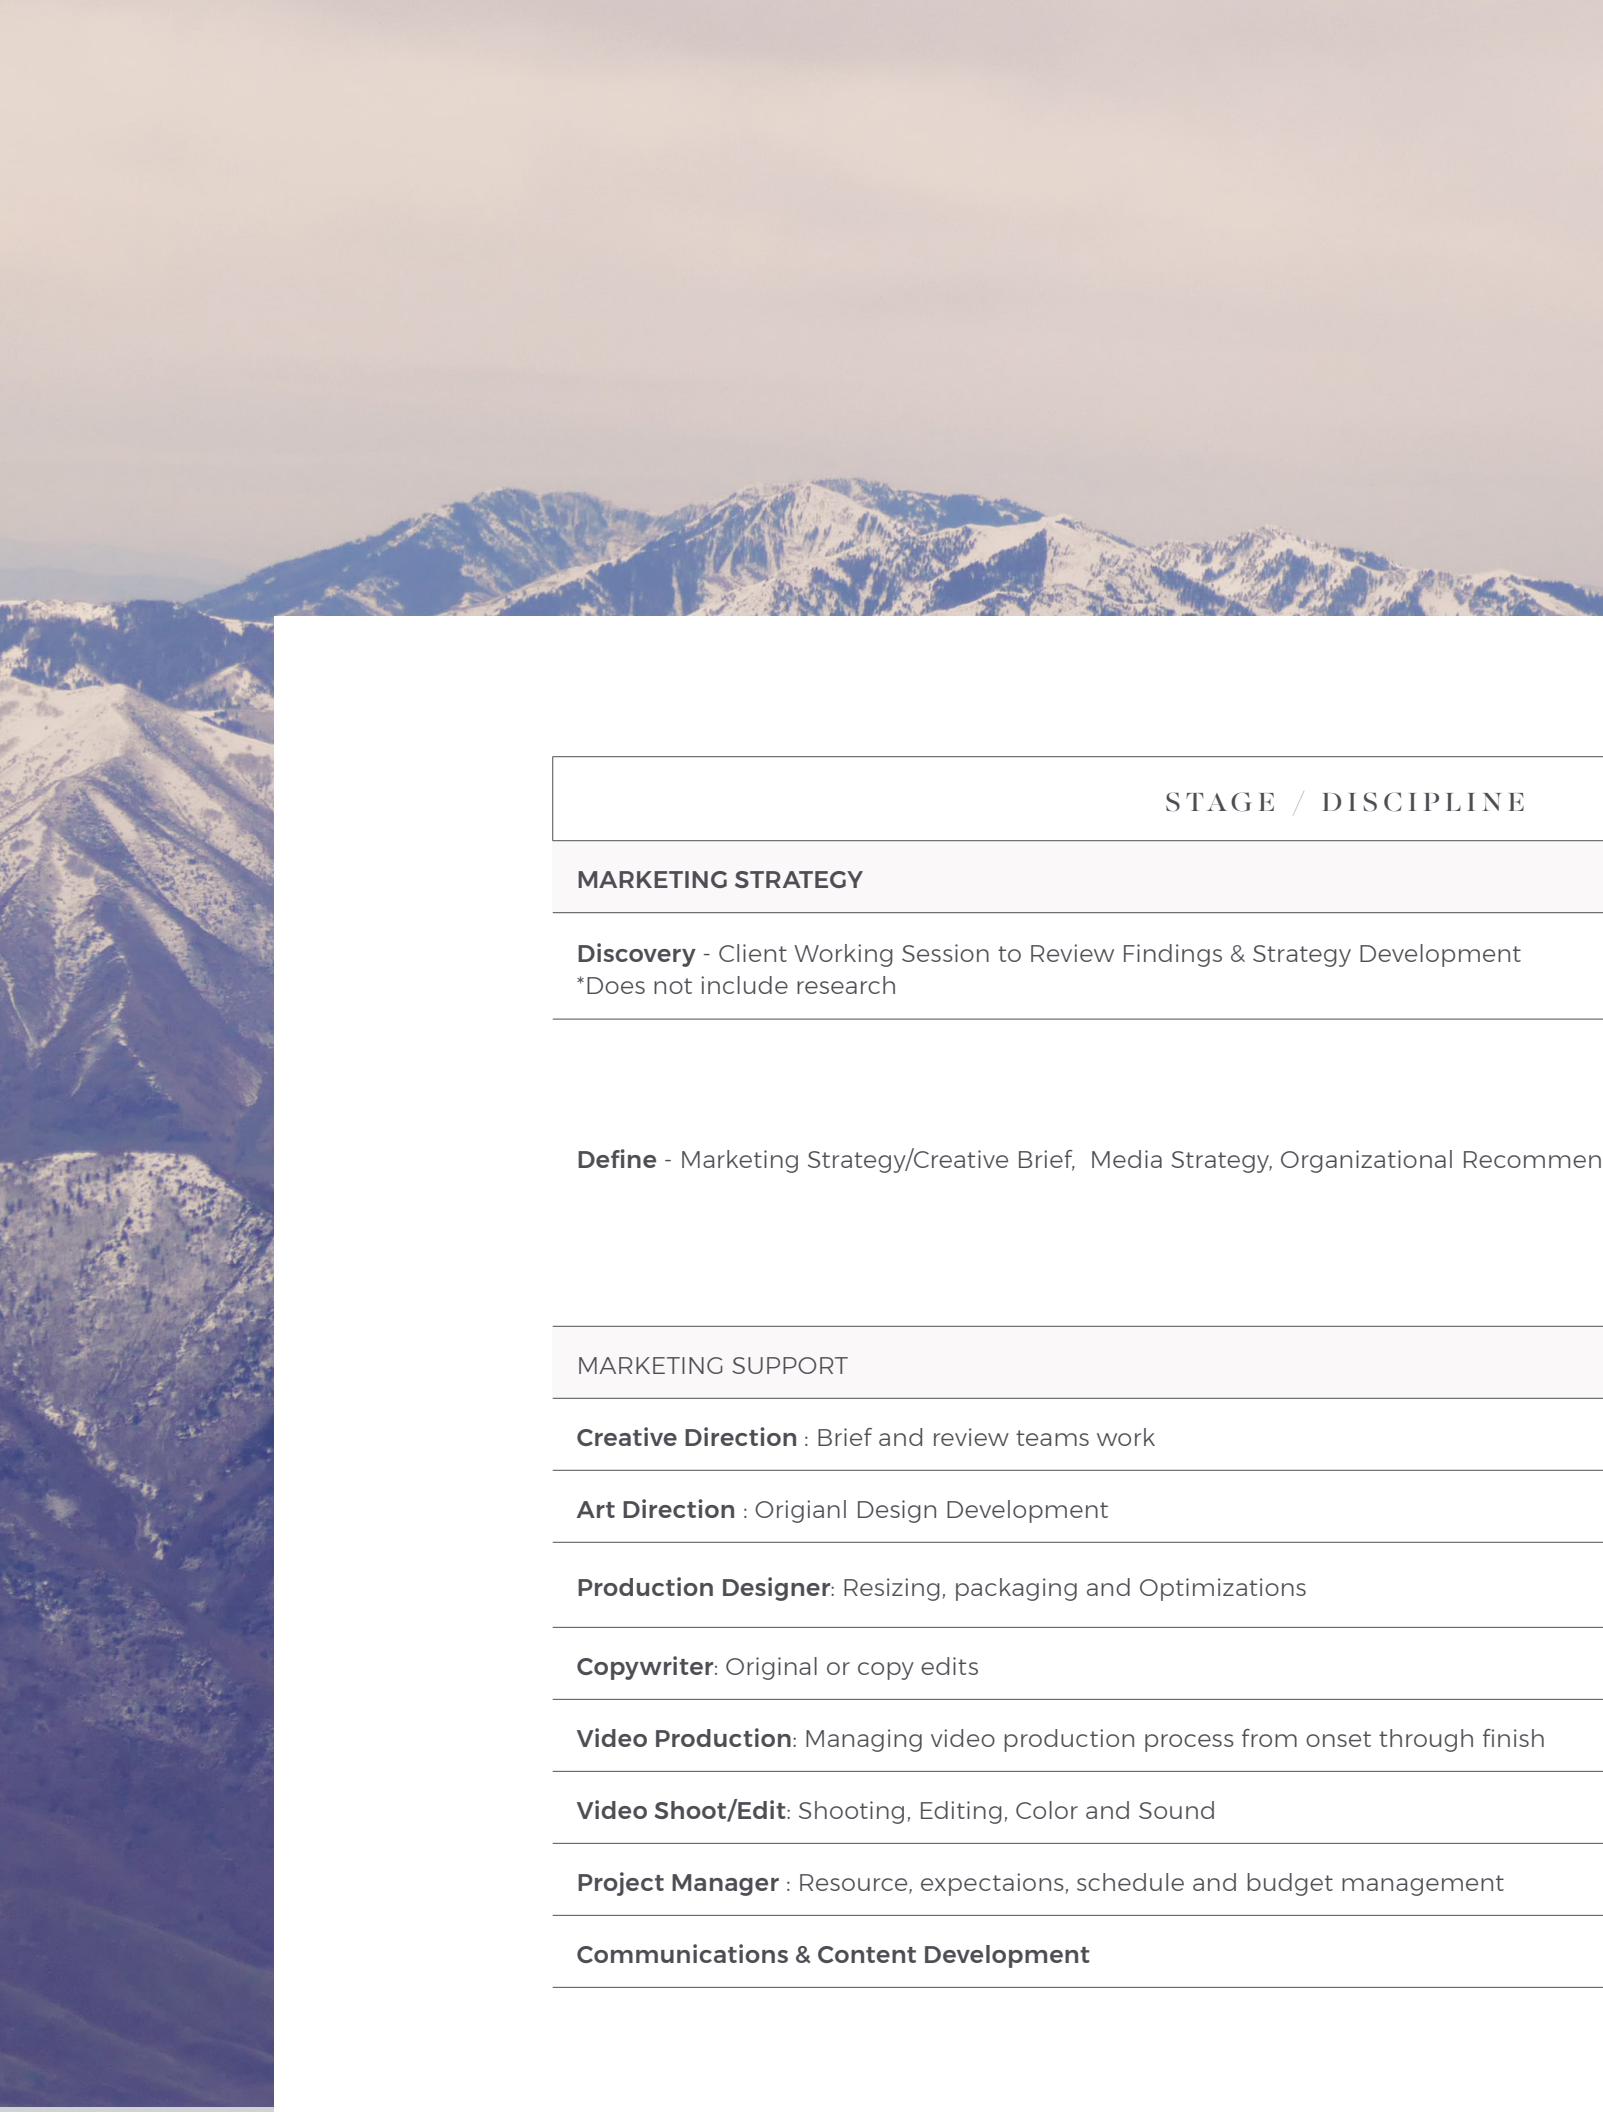 STAGE / DISCIPLINE
MARKETING STRATEGY
Discovery - Client Working Session to Review Findings & Strategy Development
*Does not include research
Define - Marketing Strategy/Creative Brief,  Media Strategy, Organizational Recommen
MARKETING SUPPORT
Creative Direction : Brief and review teams work
Art Direction : Origianl Design Development
Production Designer: Resizing, packaging and Optimizations
Copywriter: Original or copy edits
Video Production: Managing video production process from onset through finish
Video Shoot/Edit: Shooting, Editing, Color and Sound
Project Manager : Resource, expectaions, schedule and budget management
Communications & Content Development